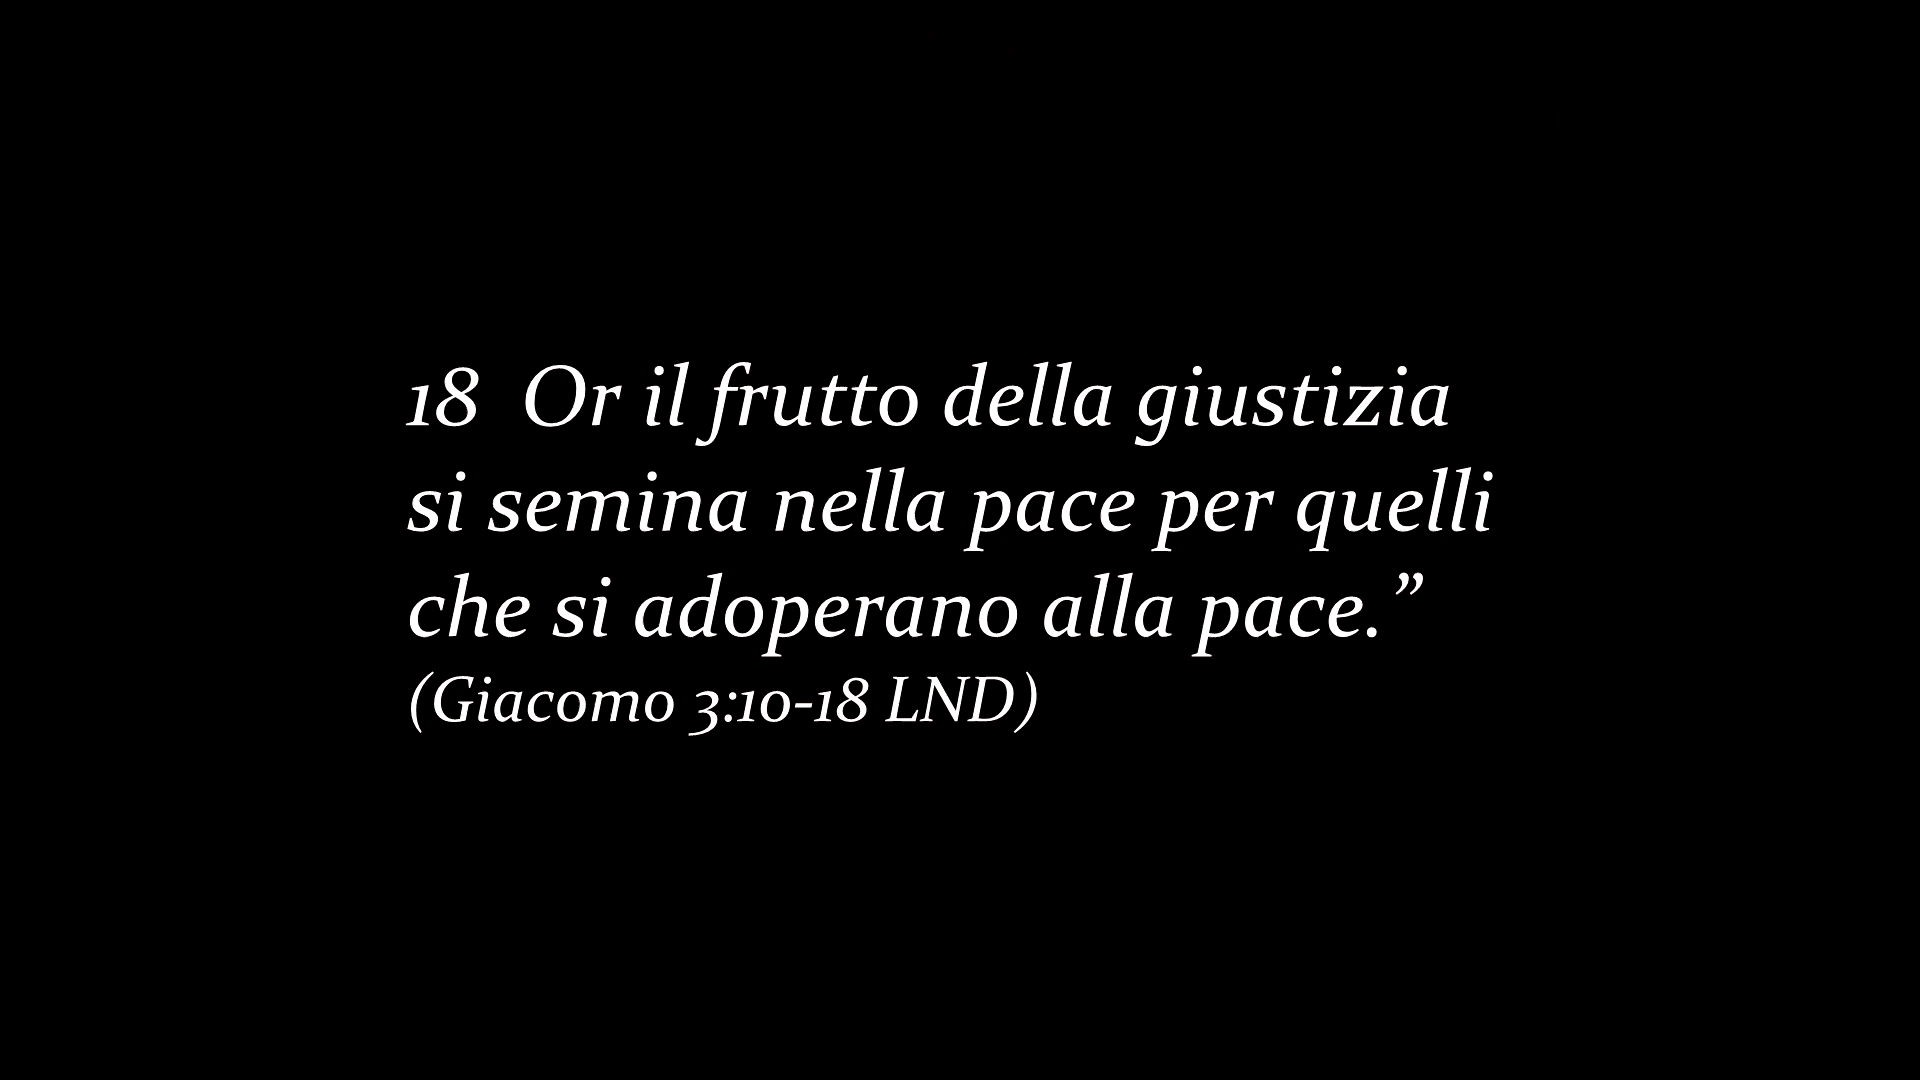 18  Or il frutto della giustizia
si semina nella pace per quelli
che si adoperano alla pace.”
(Giacomo 3:10-18 LND)